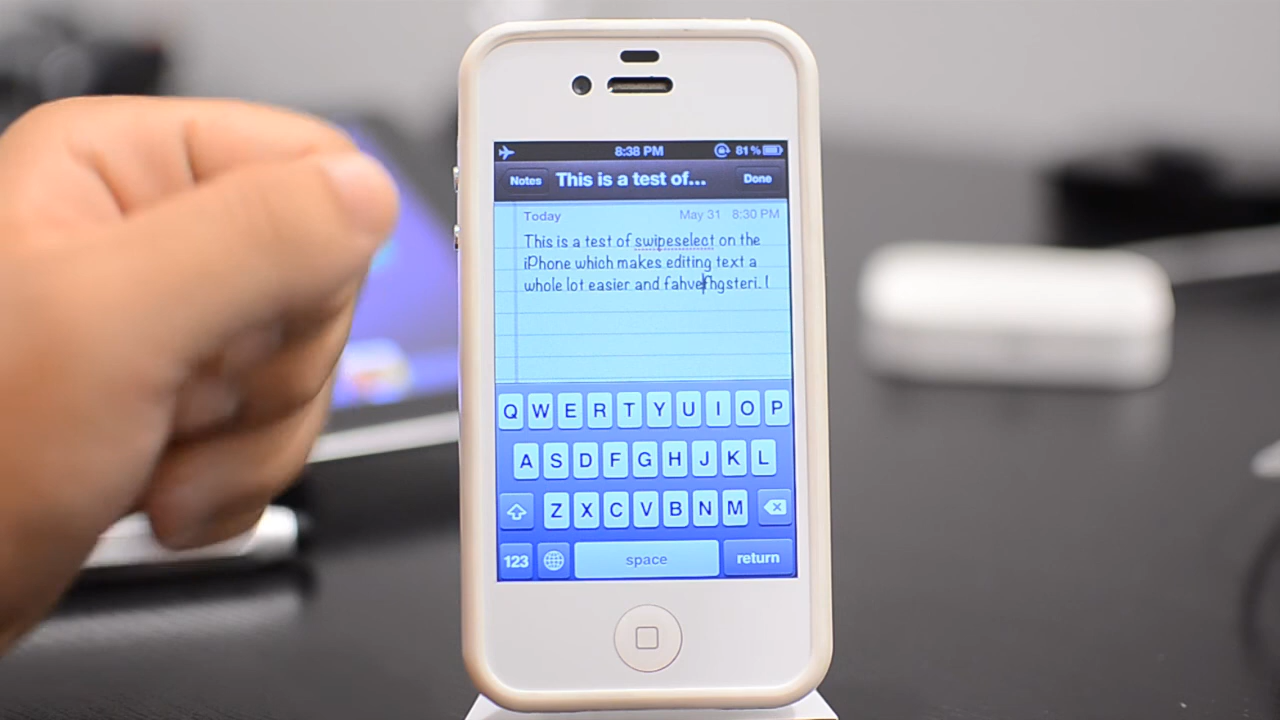 8:38 PM 81%
Notes This is a test of... Done
Today May 31 8:30 PM
This is a test of swipeselect on the
iPhone which makes editing text a
whole lot easier and fahvefhgsteri. I
Q W E R T Y U I O P
A S D F G H J K L
Z X C V B N M
123 space return